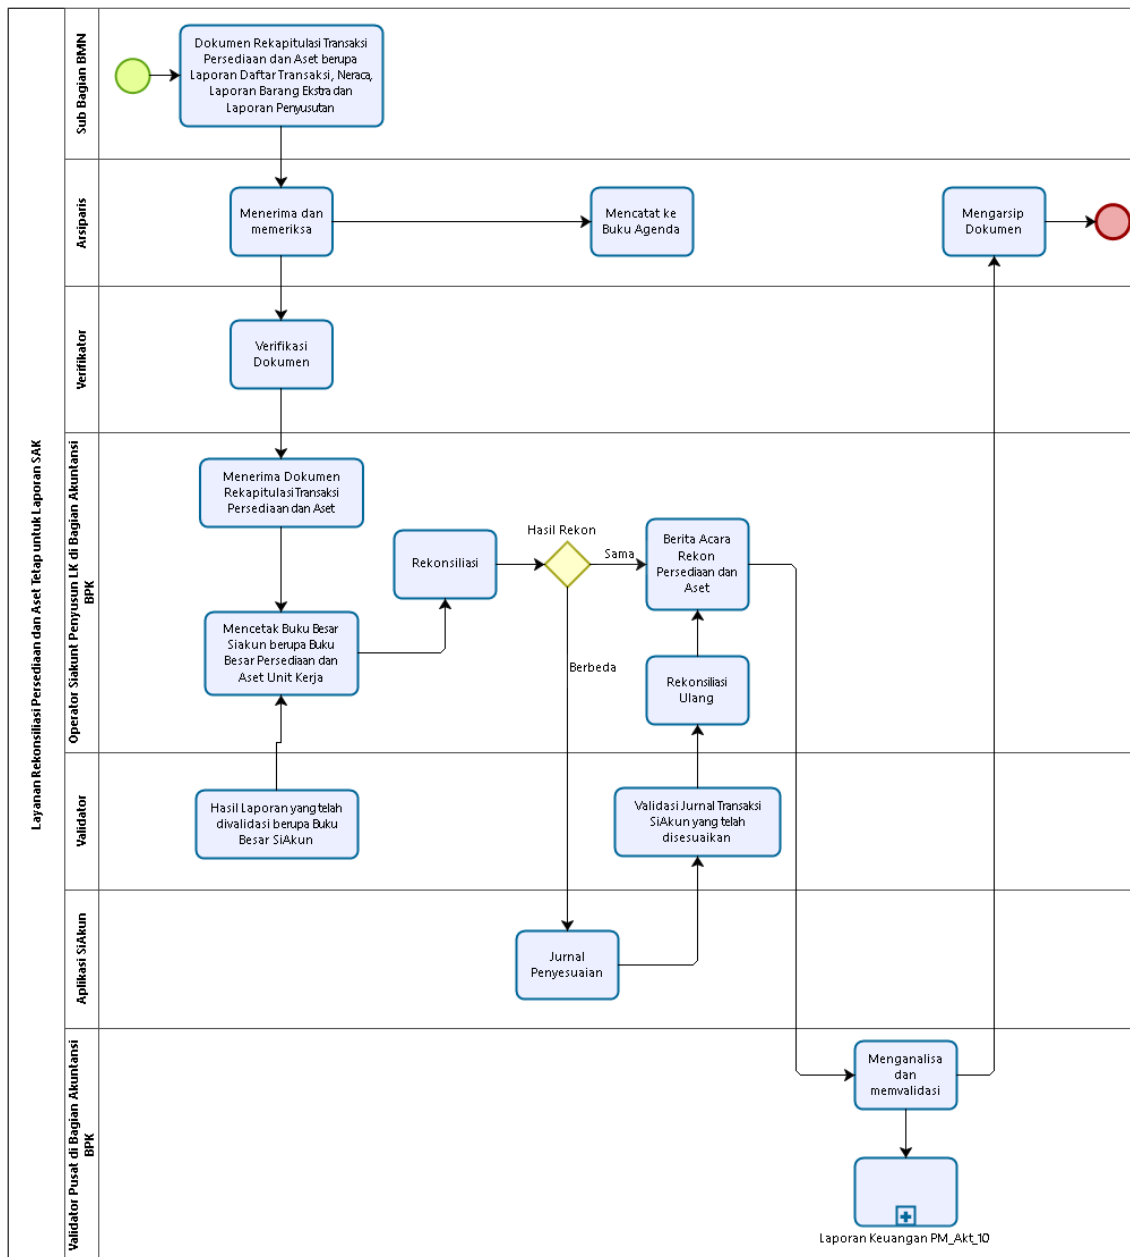 Layanan Rekonsiliasi Persediaan dan Aset Tetap untuk Laporan SAK
Sub Bagian BMN
Dokumen Rekapitulasi Transaksi
Persediaan dan Aset berupa
Laporan Daftar Transaksi, Neraca,
Laporan Barang Ekstra dan
Laporan Penyusutan
Arsiparis
Menerima dan
memeriksa
Mencatat ke
Buku Agenda
Mengarsip
Dokumen
Verifikator
Verifikasi
Dokumen
Operator Siakunt Penyusun LK di Bagian Akuntansi
BPK
Menerima Dokumen
Rekapitulasi Transaksi
Persediaan dan Aset
Mencetak Buku Besar
Siakun berupa Buku
Besar Persediaan dan
Aset Unit Kerja
Rekonsiliasi
Hasil Rekon
Sama
Berbeda
Berita Acara
Rekon
Persediaan dan
Aset
Rekonsiliasi
Ulang
Validator
Hasil Laporan yang telah
divalidasi berupa Buku
Besar SiAkun
Validasi Jurnal Transaksi
SiAkun yang telah
disesuaikan
Aplikasi SiAkun
Jurnal
Penyesuaian
Validator Pusat di Bagian Akuntansi
BPK
Menganalisa
dan
memvalidasi
Laporan Keuangan PM_Akt_10